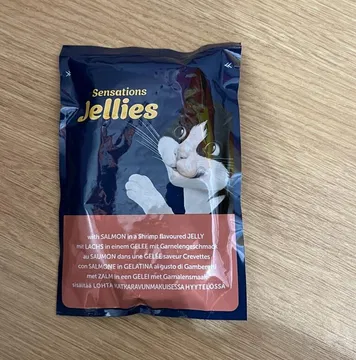 Sensations
Jellies
with SALMON in a Shrimp flavoured JELLY
mit LACHS in einem GELEE mit Garnelengeschmack
au SAUMON dans une GELÉE saveur Crevettes
con SALMONE in GELATINA al gusto di Gamberetti
met ZALM in een GELEI met Garnalensmaak
sisältää LOHTA KATKARAVUNMAKUISESSA HYYTELÖSSÄ